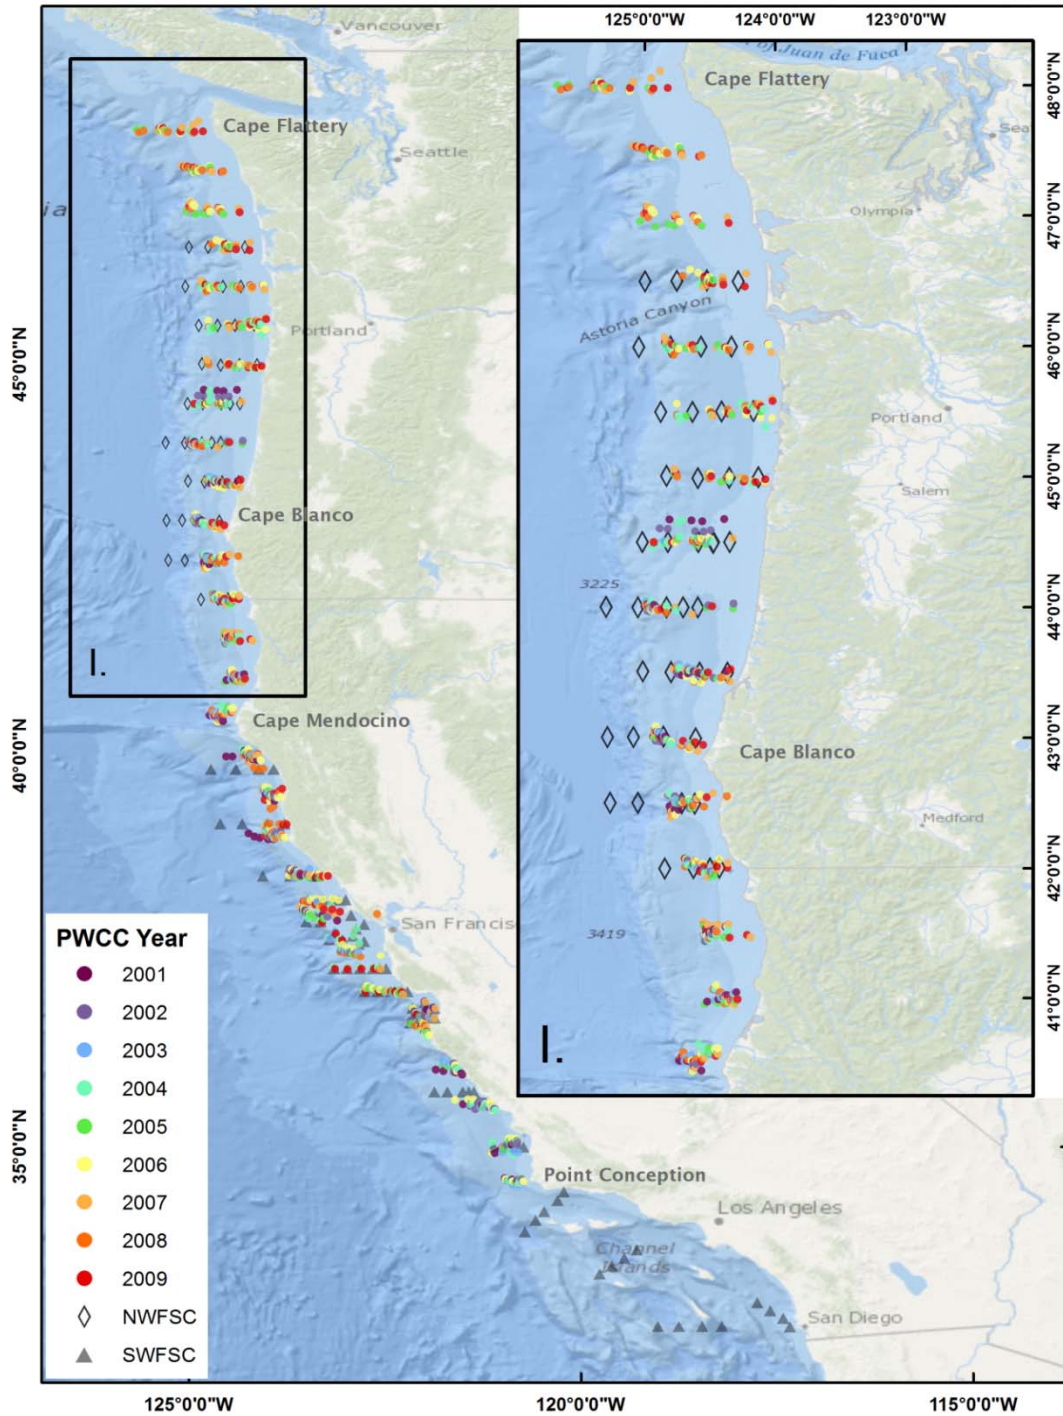 Vancouver
125°0'0"W 124°0'0"W 123°0'0"W
of Juan de Fuca
Cape Flattery
48°0'0"N
Cape Flattery
Seattle
Sea
ia
Olympia
47°0'0"N
Astoria Canyon
Portland
46°0'0"N
45°0'0"N
Portland
45°0'0"N
Salem
3225
44°0'0"N
Cape Blanco
Cape Blanco
43°0'0"N
Medford
42°0'0"N
3419
I.
Cape Mendocino
41°0'0"N
40°0'0"N
I.
San Francisc
PWCC Year
2001
2002
2003
2004
2005
2006
2007
2008
2009
NWFSC
SWFSC
35°0'0"N
Point Conception
Los Angeles
Channel
Islands
San Diego
125°0'0"W 120°0'0"W 115°0'0"W